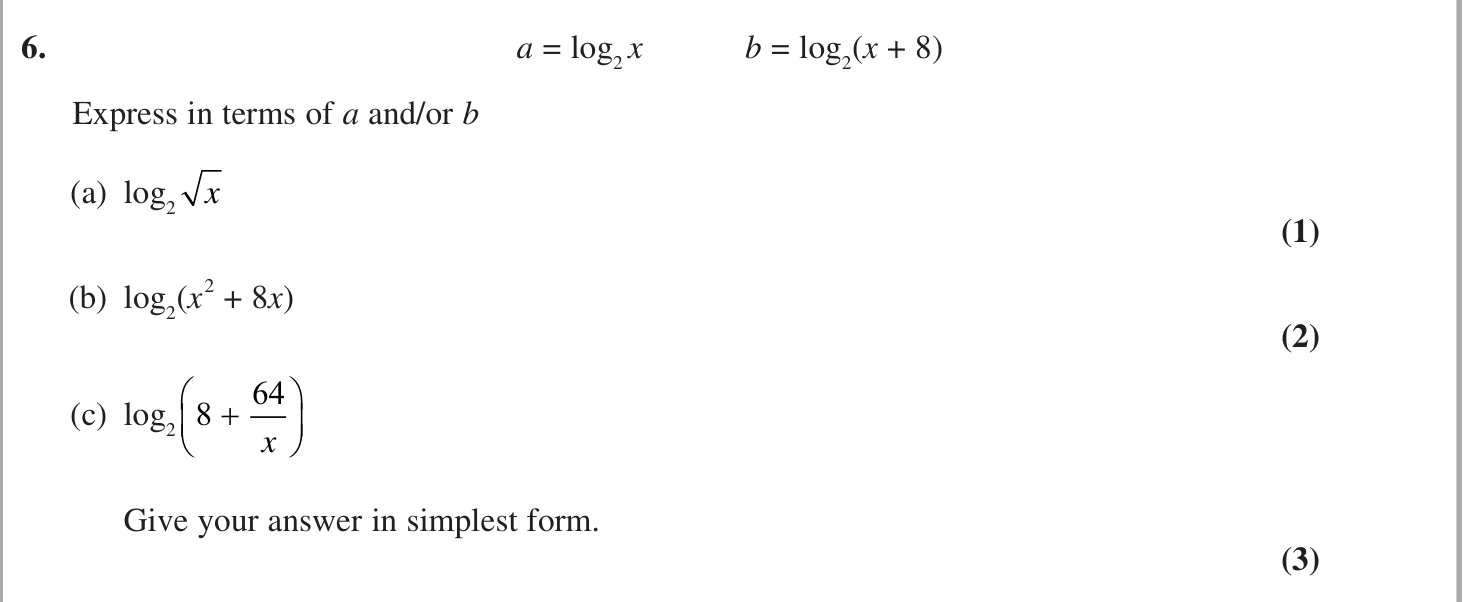 6. a = log₂ x b = log₂(x + 8)
Express in terms of a and/or b
(a) log₂ √x
(1)
(b) log₂(x² + 8x)
(2)
(c) log₂(8 + 64/x)
Give your answer in simplest form.
(3)